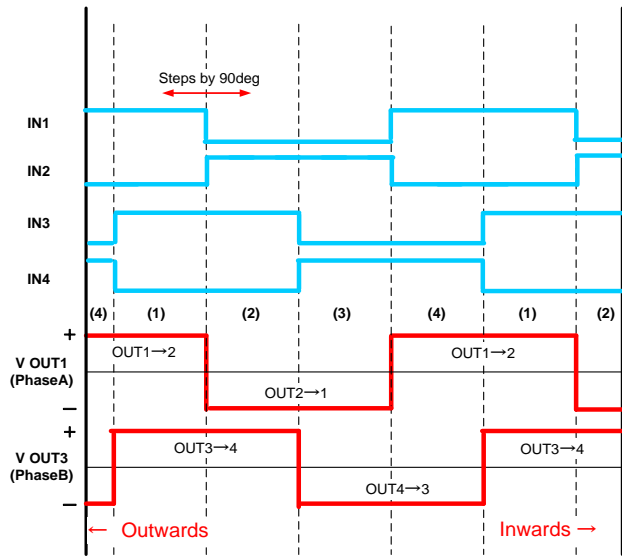 Steps by 90deg
IN1
IN2
IN3
IN4
(4) (1) (2) (3) (4) (1) (2)
+
V OUT1
(PhaseA)
OUT1→2 OUT1→2
OUT2→1
−
+
V OUT3
(PhaseB)
OUT3→4 OUT3→4
OUT4→3
−
← Outwards Inwards →